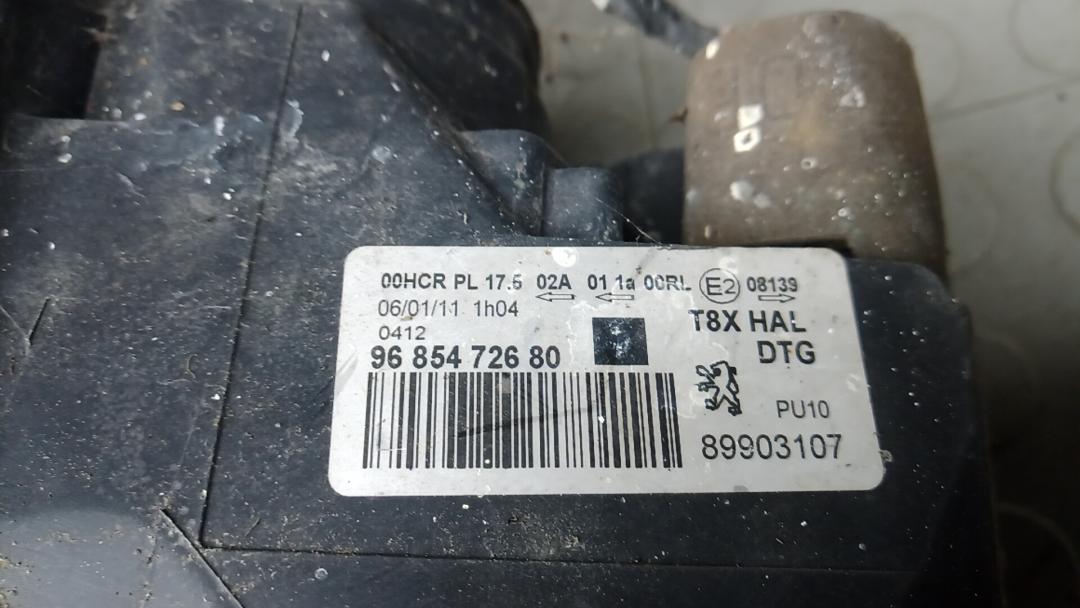 00HCR PL 17.5 02A 01 1a 00RL E2 08139
06/01/11 1h04
T8X HAL
0412
DTG
96 854 726 80
PU10
89903107